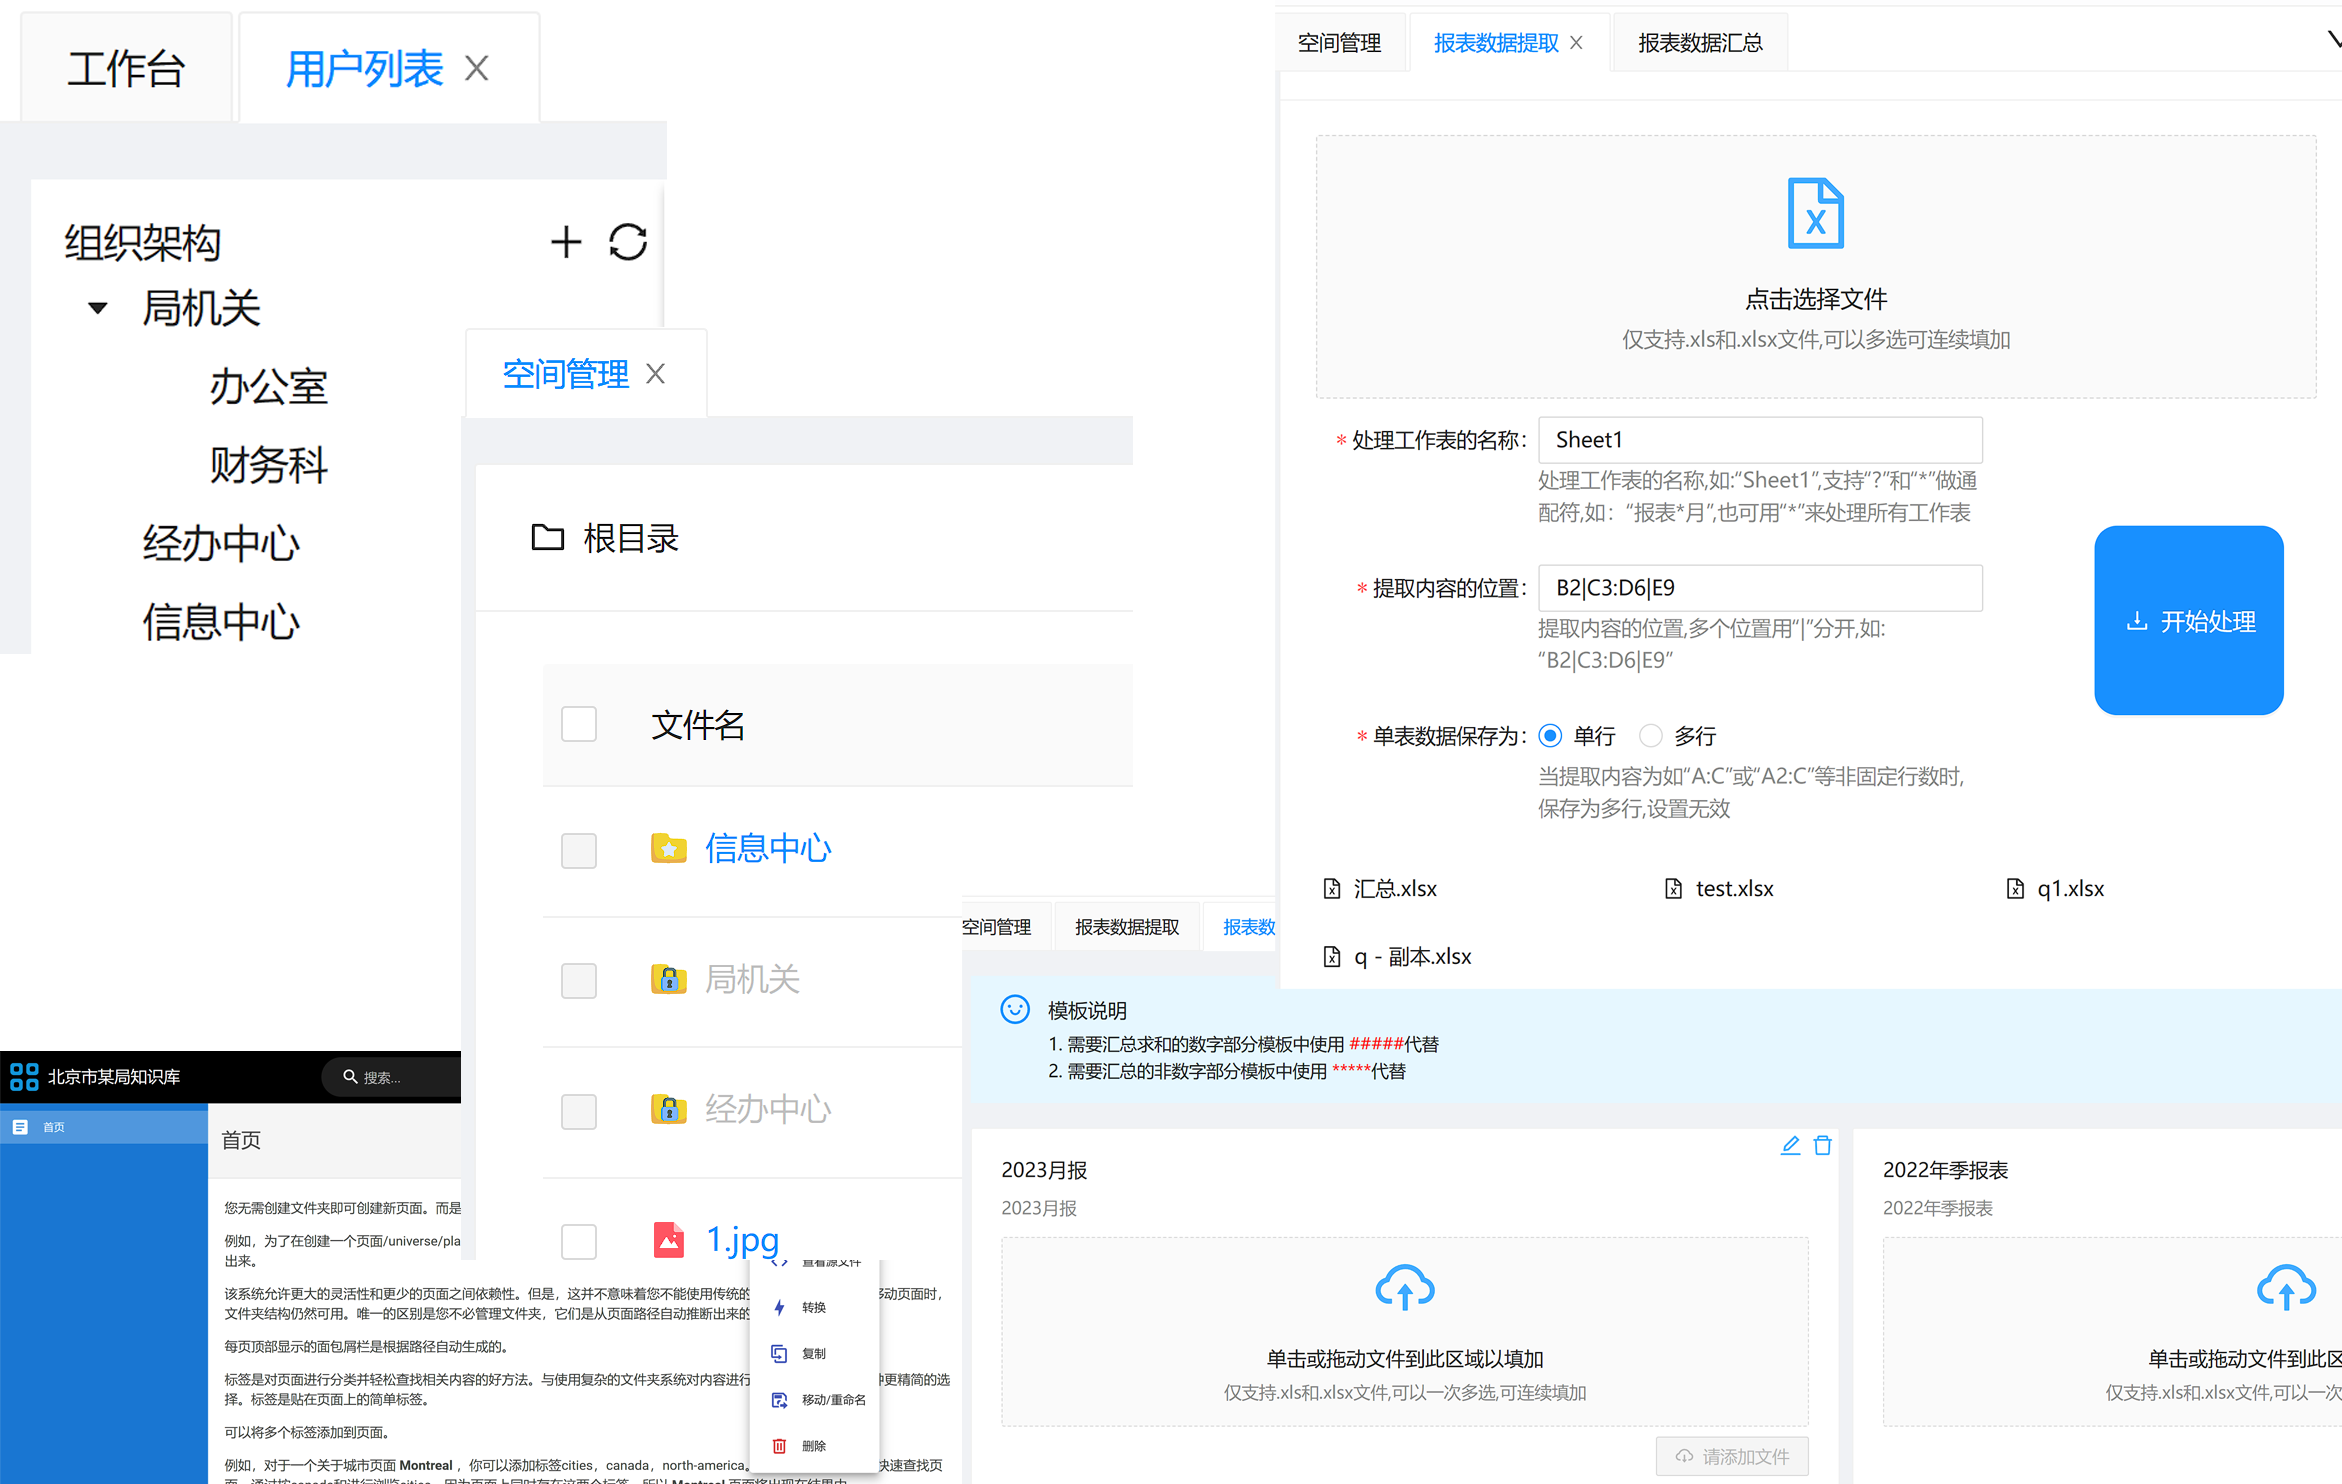 工作台
用户列表
组织架构
局机关
办公室
财务科
经办中心
信息中心
空间管理
根目录
文件名
信息中心
局机关
经办中心
1.jpg
空间管理
报表数据提取
报表数据汇总
点击选择文件
仅支持.xls和.xlsx文件,可以多选可连续填加
* 处理工作表的名称: Sheet1
处理工作表的名称,如:“Sheet1”,支持“?”和“*”做通
配符,如：“报表*月”,也可用“*”来处理所有工作表
* 提取内容的位置: B2|C3:D6|E9
提取内容的位置,多个位置用“|”分开,如:
“B2|C3:D6|E9”
开始处理
* 单表数据保存为: 单行 多行
当提取内容为如“A:C”或“A2:C”等非固定行数时,
保存为多行,设置无效
汇总.xlsx
test.xlsx
q1.xlsx
q - 副本.xlsx
空间管理
报表数据提取
报表数
模板说明
1. 需要汇总求和的数字部分模板中使用 #####代替
2. 需要汇总的非数字部分模板中使用 *****代替
2023月报
2023月报
单击或拖动文件到此区域以填加
仅支持.xls和.xlsx文件,可以一次多选,可连续填加
请添加文件
2022年季报表
2022年季报表
单击或拖动文件到此区
仅支持.xls和.xlsx文件,可以一次
北京市某局知识库
搜索...
首页
首页
您无需创建文件夹即可创建新页面。而是
例如，为了在创建一个页面/universe/pla
出来。
该系统允许更大的灵活性和更少的页面之间依赖性。但是，这并不意味着您不能使用传统的 移动页面时，
文件夹结构仍然可用。唯一的区别是您不必管理文件夹，它们是从页面路径自动推断出来的
每页顶部显示的面包屑栏是根据路径自动生成的。
标签是对页面进行分类并轻松查找相关内容的好方法。与使用复杂的文件夹系统对内容进行 种更精简的选
择。标签是贴在页面上的简单标签。
可以将多个标签添加到页面。
例如，对于一个关于城市页面 Montreal ，你可以添加标签cities，canada，north-america。 快速查找页
查看源文件
转换
复制
移动/重命名
删除